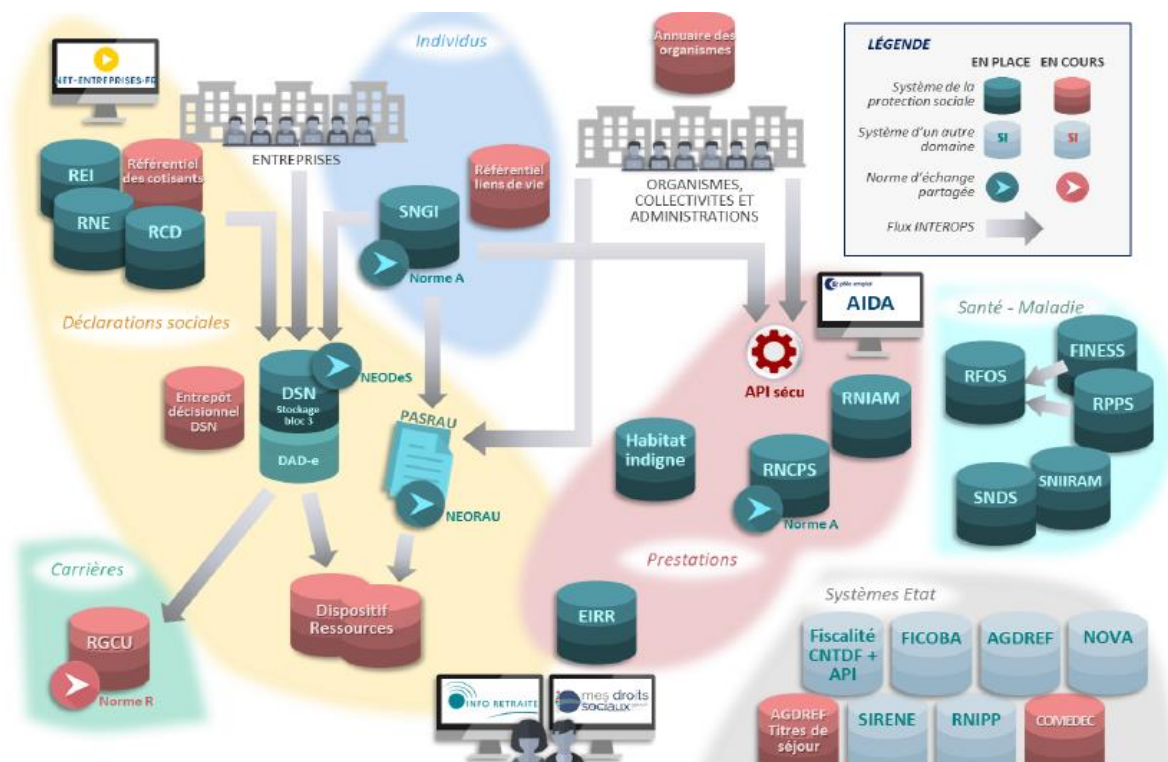 Individus
Annuaire des
organismes
LÉGENDE
EN PLACE
EN COURS
Système de la
protection sociale
Système d'un autre
domaine
SI
SI
Norme d'échange
partagée
Flux INTEROPS
NET-ENTREPRISES-FR
ENTREPRISES
REI
Référentiel
des cotisants
RNE
RCD
SNGI
Norme A
Référentiel
liens de vie
ORGANISMES,
COLLECTIVITES ET
ADMINISTRATIONS
pôle emploi
AIDA
Santé - Maladie
FINESS
RFOS
RPPS
SNDS
SNIIRAM
Déclarations sociales
Entrepôt
décisionnel
DSN
DSN
Stockage
bloc 3
DAD-e
NEODeS
PASRAU
NEORAU
API sécu
RNIAM
Habitat
indigne
RNCPS
Norme A
Prestations
Carrières
RGCU
Norme R
Dispositif
Ressources
EIRR
INFO RETRAITE
mes droits
sociaux
Systèmes Etat
Fiscalité
CNTDF +
API
FICOBA
AGDREF
NOVA
AGDREF
Titres de
séjour
SIRENE
RNIPP
COMEDEC